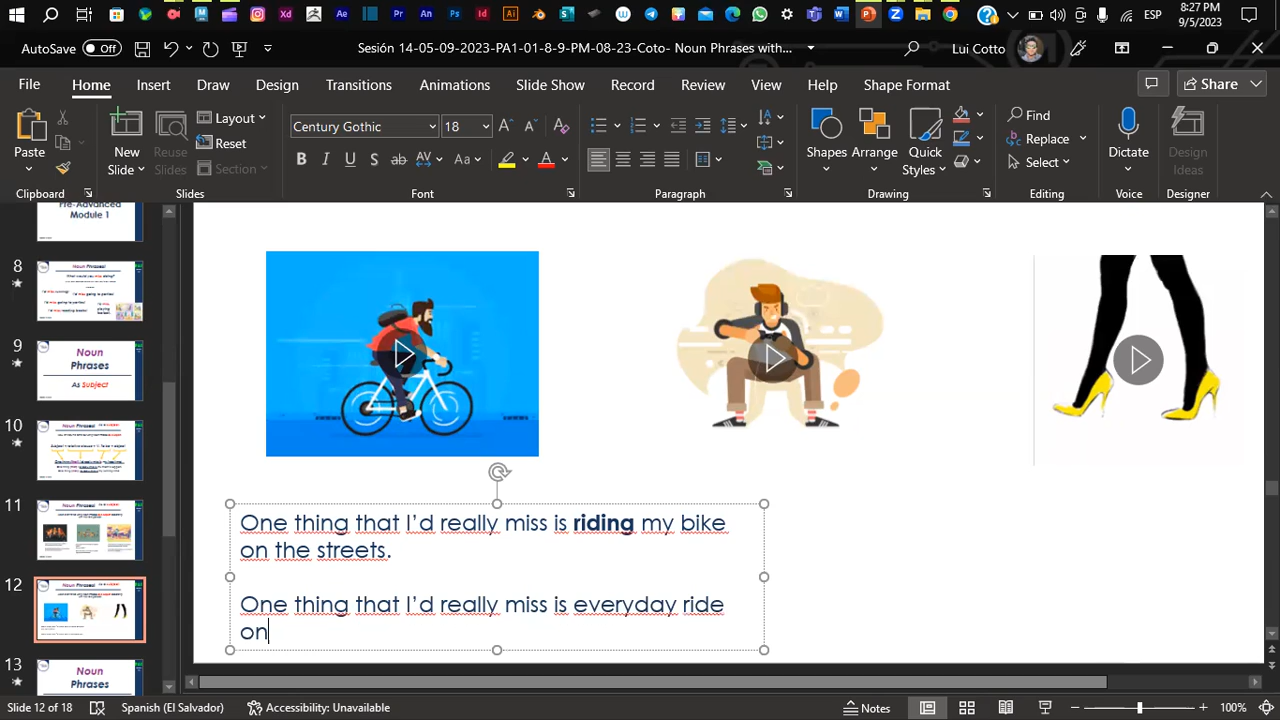 8:27 PM
ESP
9/5/2023
AutoSave
Off
Sesión 14-05-09-2023-PA1-01-8-9-PM-08-23-Coto- Noun Phrases with...
Lui Cotto
File
Home
Insert
Draw
Design
Transitions
Animations
Slide Show
Record
Review
View
Help
Shape Format
Share
Paste
New
Slide
Reuse
Slides
Layout
Reset
Section
Century Gothic
18
Shapes
Arrange
Quick
Styles
Find
Replace
Select
Dictate
Design
Ideas
Clipboard
Slides
Font
Paragraph
Drawing
Editing
Voice
Designer
Pre-Advanced
Module 1
8
Noun Phrases!
9
Noun
Phrases
As Subject
10
11
12
13
Noun
Phrases
One thing that I'd really miss is riding my bike
on the streets.
One thing that I'd really miss is everyday ride
on
Slide 12 of 18
Spanish (El Salvador)
Accessibility: Unavailable
Notes
100%